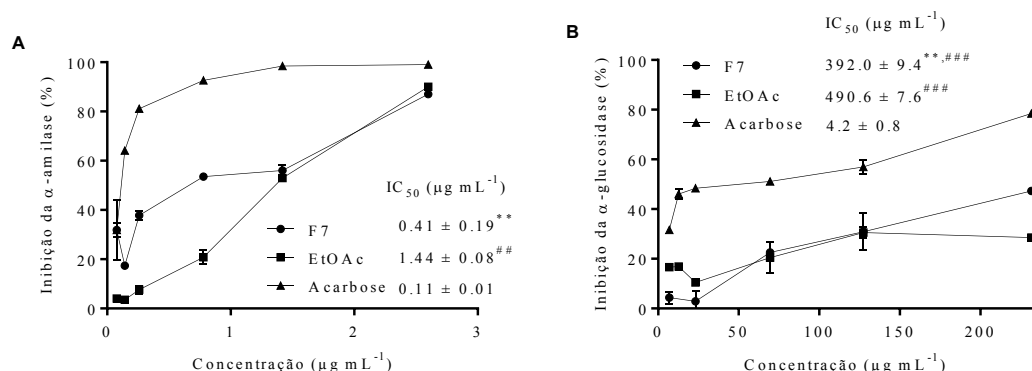 A
Inibição da α-amilase (%)
100
80
60
40
20
0
0 1 2 3
Concentração (µg mL⁻¹)
IC₅₀ (µg mL⁻¹)
F7 0.41 ± 0.19**
EtOAc 1.44 ± 0.08##
Acarbose 0.11 ± 0.01
B
Inibição da α-glucosidase (%)
100
80
60
40
20
0
0 50 100 150 200
Concentração (µg mL⁻¹)
IC₅₀ (µg mL⁻¹)
F7 392.0 ± 9.4**,###
EtOAc 490.6 ± 7.6###
Acarbose 4.2 ± 0.8